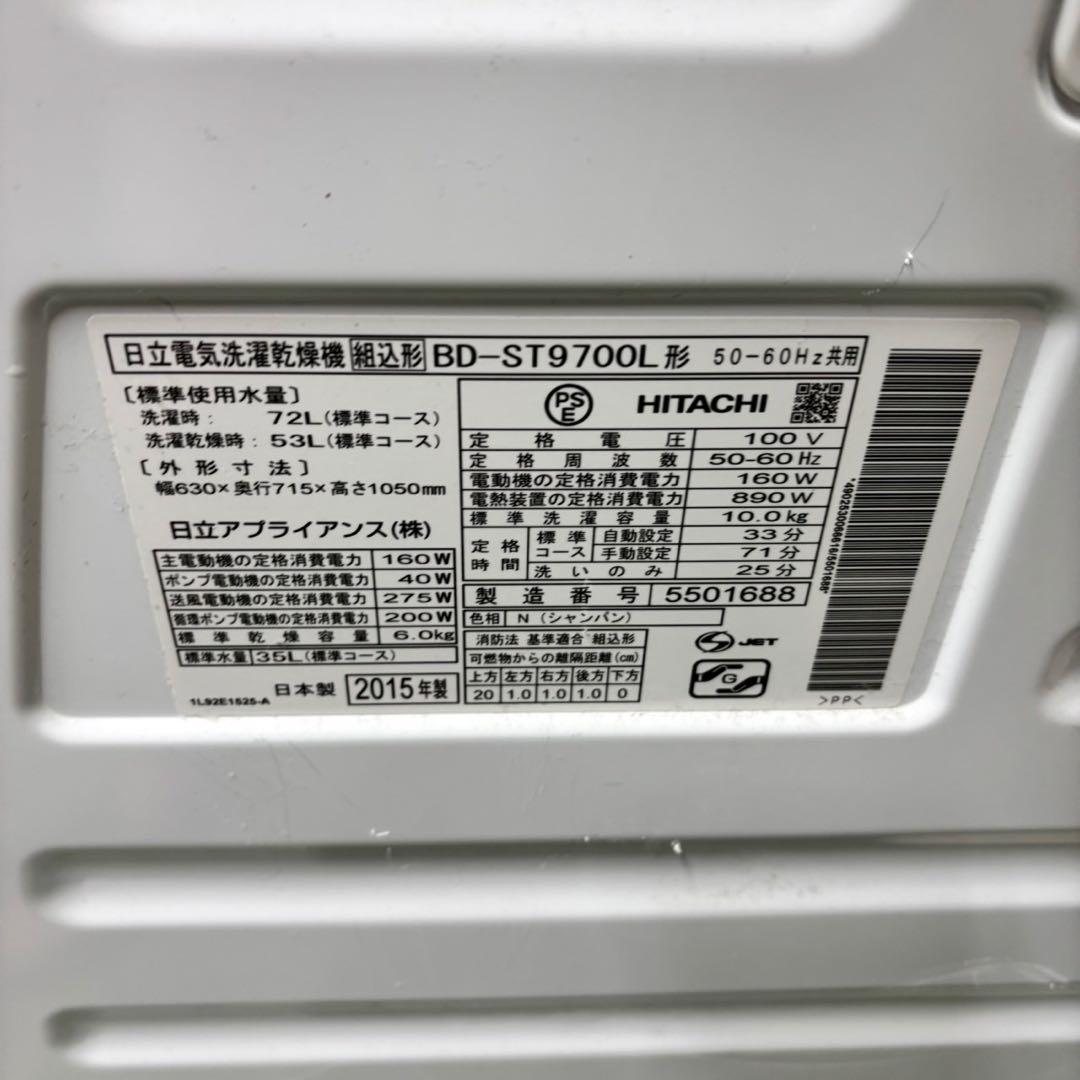 日立電気洗濯乾燥機 組込形 BD-ST9700L形 50-60Hz共用
〔標準使用水量〕
洗濯時: 72L(標準コース)
洗濯乾燥時: 53L(標準コース)
〔外形寸法〕
幅630×奥行715×高さ1050mm
日立アプライアンス(株)
主電動機の定格消費電力 160W
ポンプ電動機の定格消費電力 40W
送風電動機の定格消費電力 275W
循環ポンプ電動機の定格消費電力 200W
標準乾燥容量 6.0kg
標準水量 35L(標準コース)
1L92E1525-A
日本製 2015年製
PSE HITACHI
定格電圧 100V
定格周波数 50-60Hz
電動機の定格消費電力 160W
電熱装置の定格消費電力 890W
標準洗濯容量 10.0kg
定格時間 標準コース 自動設定 33分
手動設定 71分
洗いのみ 25分
製造番号 5501688
色相 N(シャンパン)
消防法 基準適合 組込形
可燃物からの離隔距離(cm)
上方 左方 右方 後方 下方
20 1.0 1.0 1.0 0
S JET
G
*4902530066616/5501688*
>PP<